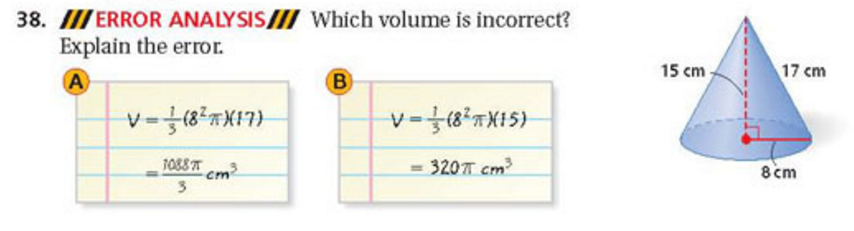 38. ERROR ANALYSIS Which volume is incorrect?
Explain the error.
A
V = 1/3 (8²π)(17)
= 1088π/3 cm³
B
V = 1/3 (8²π)(15)
= 320π cm³
15 cm
17 cm
8 cm